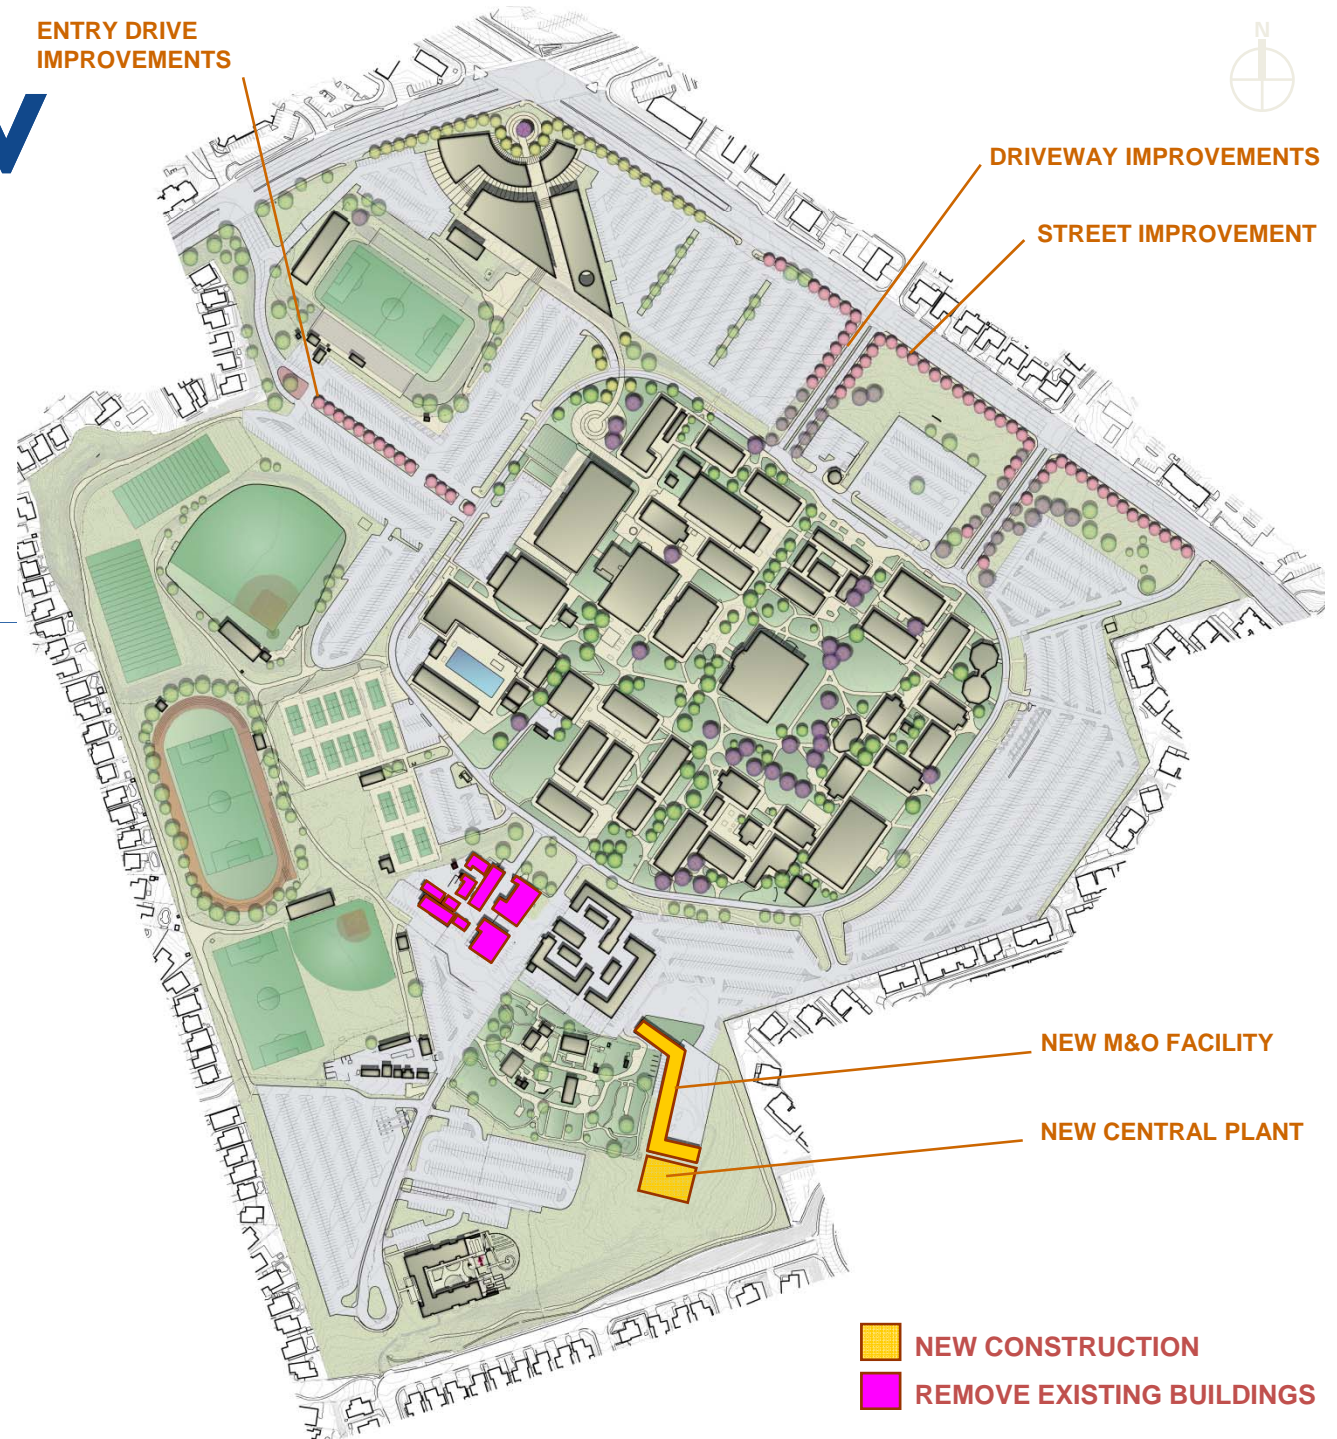 ENTRY DRIVE
IMPROVEMENTS
N
DRIVEWAY IMPROVEMENTS
STREET IMPROVEMENT
NEW M&O FACILITY
NEW CENTRAL PLANT
NEW CONSTRUCTION
REMOVE EXISTING BUILDINGS